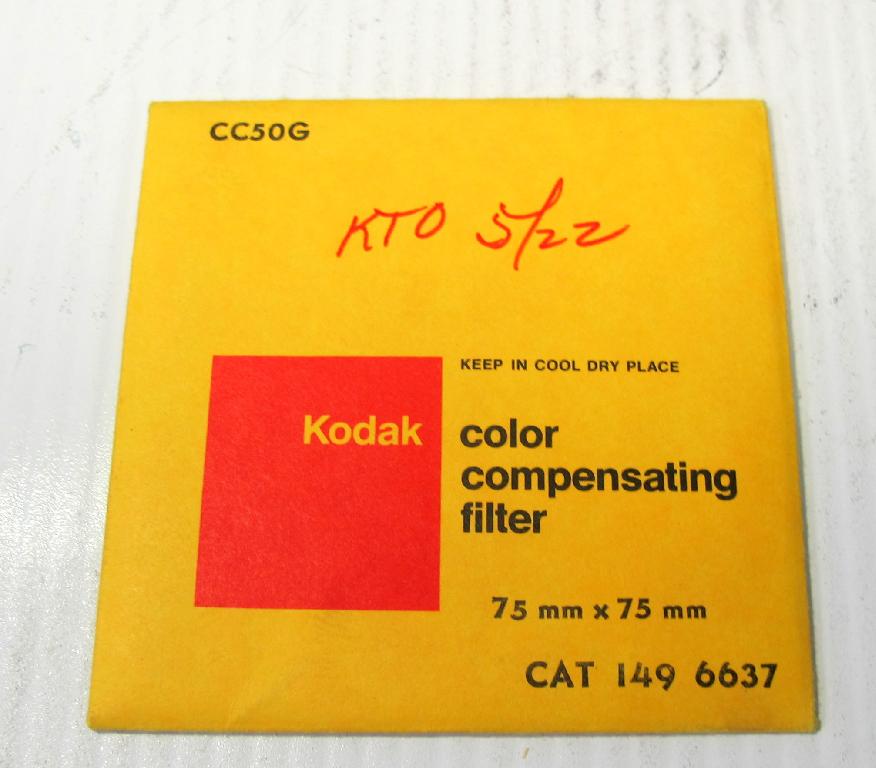 CC50G
KTO 5/22
KEEP IN COOL DRY PLACE
Kodak
color
compensating
filter
75 mm x 75 mm
CAT 149 6637